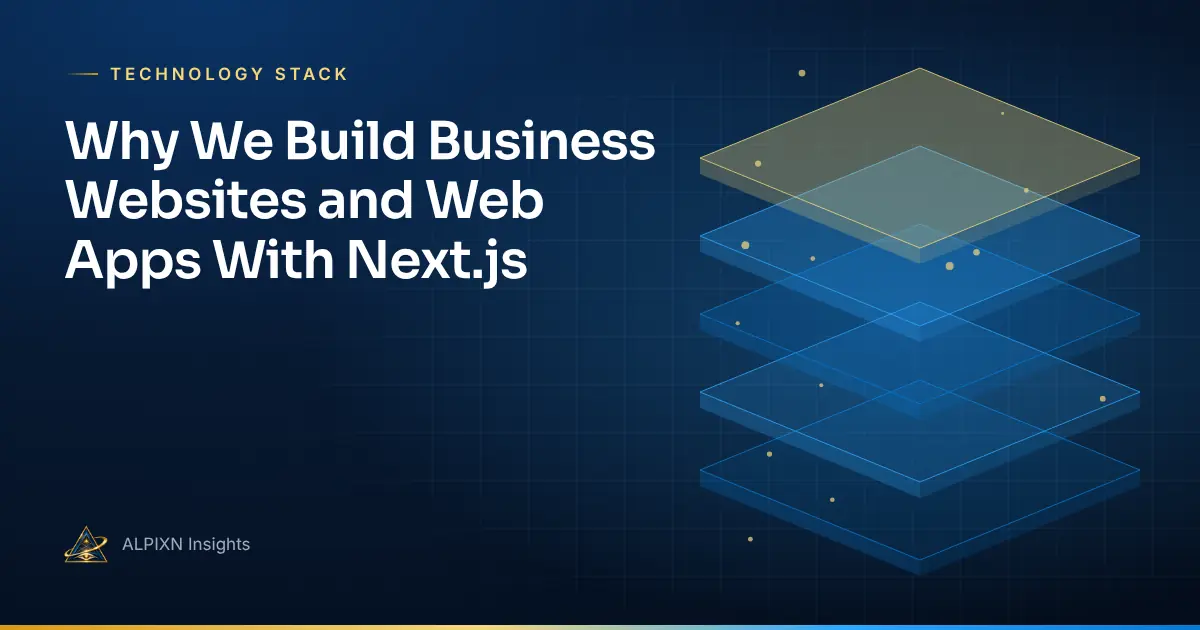 TECHNOLOGY STACK
Why We Build Business
Websites and Web
Apps With Next.js
ALPIXN Insights